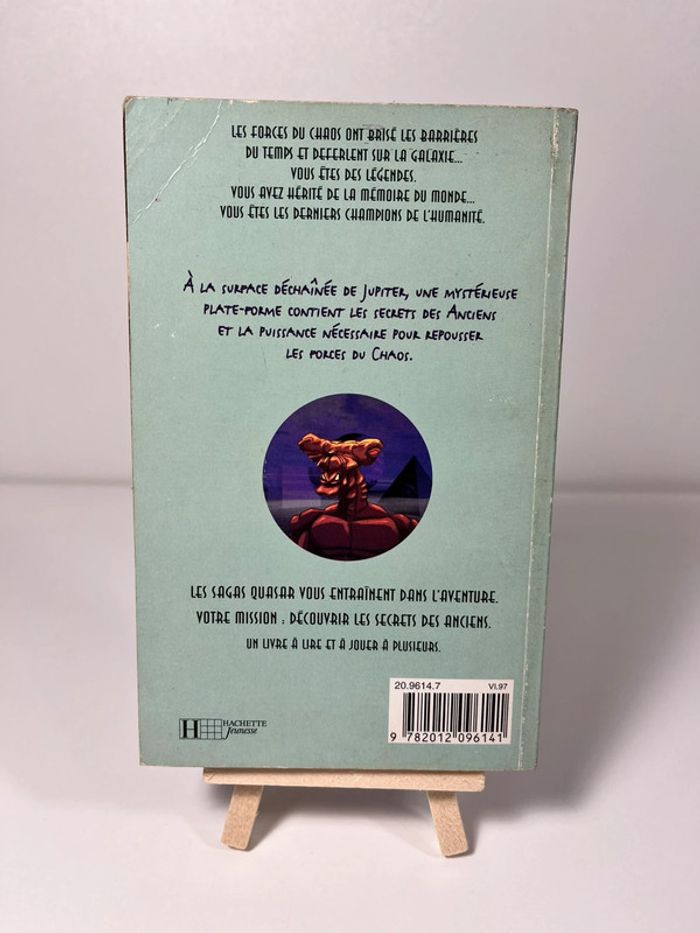 LES FORCES DU CHAOS ONT BRISÉ LES BARRIÈRES
DU TEMPS ET DEFERLENT SUR LA GALAXIE...
VOUS ÊTES DES LÉGENDES.
VOUS AVEZ HÉRITÉ DE LA MÉMOIRE DU MONDE...
VOUS ÊTES LES DERNIERS CHAMPIONS DE L'HUMANITÉ.
À LA SURFACE DÉCHAÎNÉE DE JUPITER, UNE MYSTÉRIEUSE
PLATE-FORME CONTIENT LES SECRETS DES ANCIENS
ET LA PUISSANCE NÉCESSAIRE POUR REPOUSSER
LES FORCES DU CHAOS.
LES SAGAS QUASAR VOUS ENTRAÎNENT DANS L'AVENTURE.
VOTRE MISSION : DÉCOUVRIR LES SECRETS DES ANCIENS.
UN LIVRE À LIRE ET À JOUER À PLUSIEURS.
20.9614.7 VI.97
9 782012 096141
H HACHETTE
Jeunesse